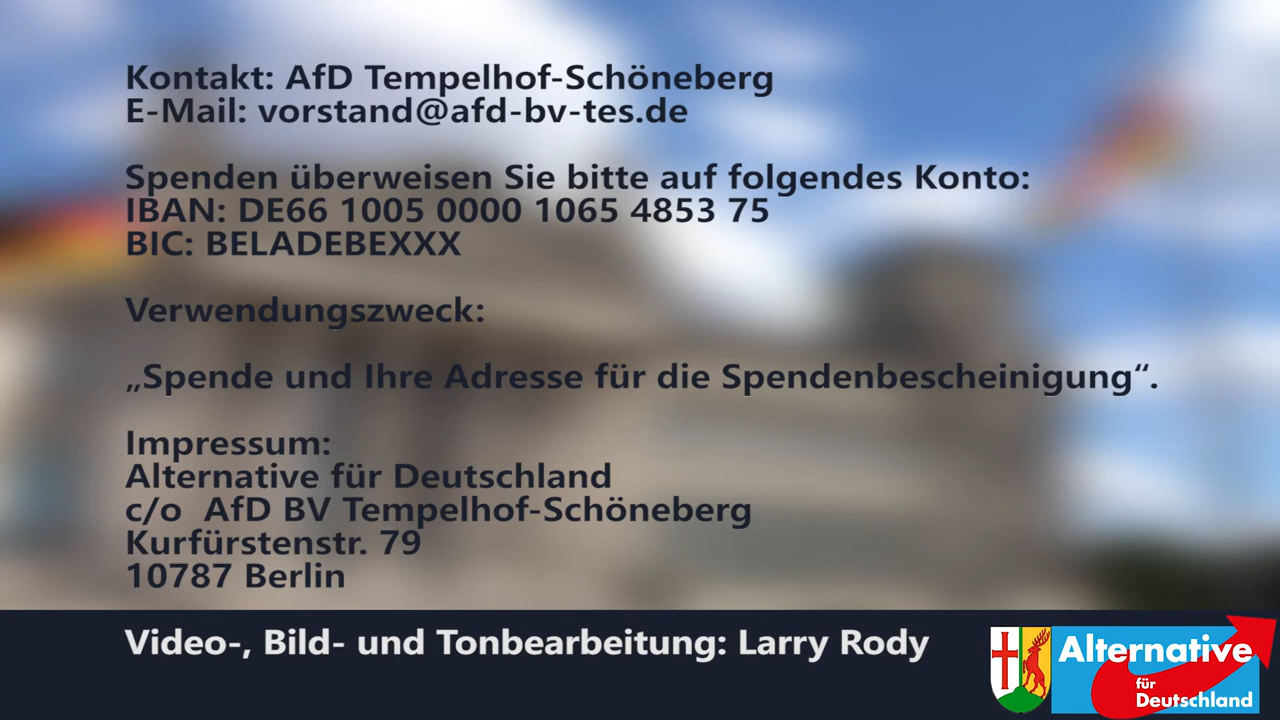 Kontakt: AfD Tempelhof-Schöneberg
E-Mail: vorstand@afd-bv-tes.de
Spenden überweisen Sie bitte auf folgendes Konto:
IBAN: DE66 1005 0000 1065 4853 75
BIC: BELADEBEXXX
Verwendungszweck:
„Spende und Ihre Adresse für die Spendenbescheinigung“.
Impressum:
Alternative für Deutschland
c/o  AfD BV Tempelhof-Schöneberg
Kurfürstenstr. 79
10787 Berlin
Video-, Bild- und Tonbearbeitung: Larry Rody
Alternative
für
Deutschland